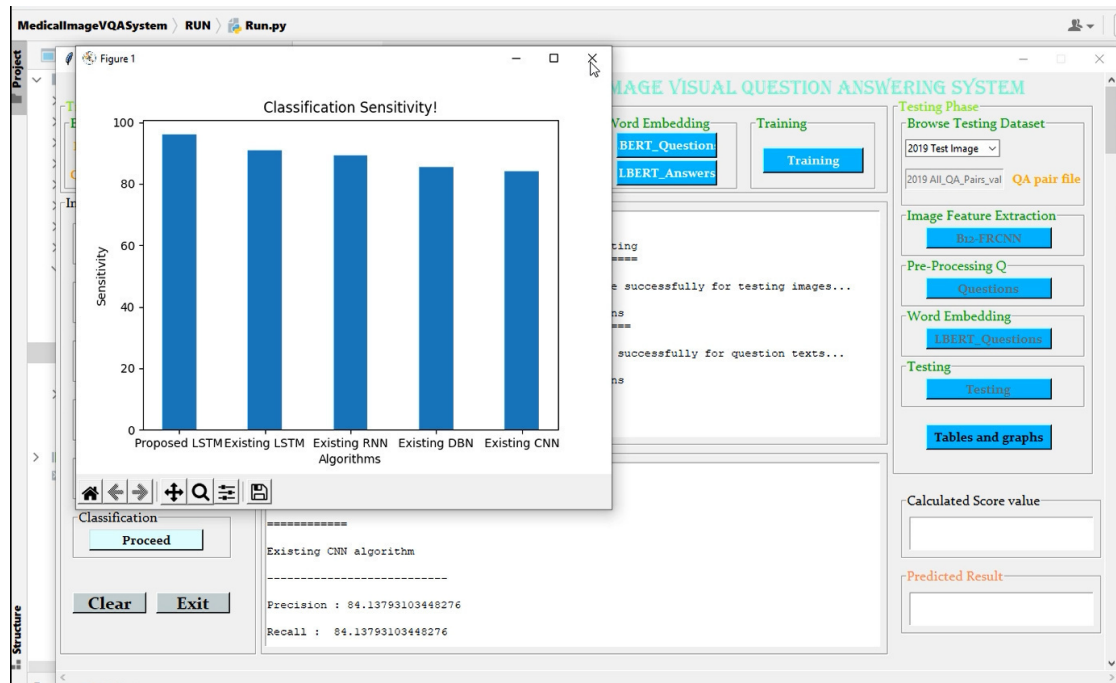 MedicalImageVQASystem > RUN > Run.py
Project
Structure
Figure 1
Classification Sensitivity!
100
80
60
40
20
0
Sensitivity
Proposed LSTM Existing LSTM Existing RNN Existing DBN Existing CNN
Algorithms
IMAGE VISUAL QUESTION ANSWERING SYSTEM
Word Embedding
BERT_Question
LBERT_Answers
Training
Training
Testing Phase
Browse Testing Dataset
2019 Test Image
2019 All_QA_Pairs_val QA pair file
Image Feature Extraction
B12-FRCNN
Pre-Processing Q
Questions
Word Embedding
LBERT_Questions
Testing
Testing
Tables and graphs
Calculated Score value
Predicted Result
ting
====
e successfully for testing images...
ns
===
successfully for question texts...
ns
Classification
Proceed
Clear Exit
============
Existing CNN algorithm
---------------------------
Precision : 84.13793103448276
Recall : 84.13793103448276